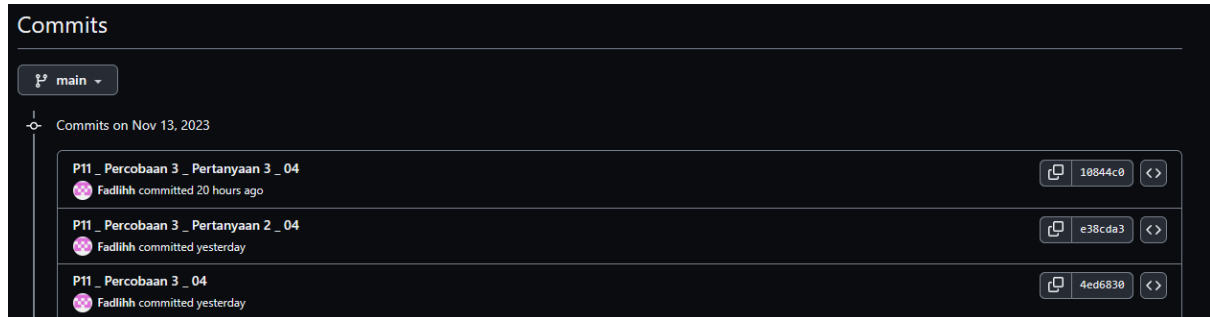 Commits
main
Commits on Nov 13, 2023
P11 _ Percobaan 3 _ Pertanyaan 3 _ 04
10844c0
Fadlihh committed 20 hours ago
P11 _ Percobaan 3 _ Pertanyaan 2 _ 04
e38cda3
Fadlihh committed yesterday
P11 _ Percobaan 3 _ 04
4ed6830
Fadlihh committed yesterday